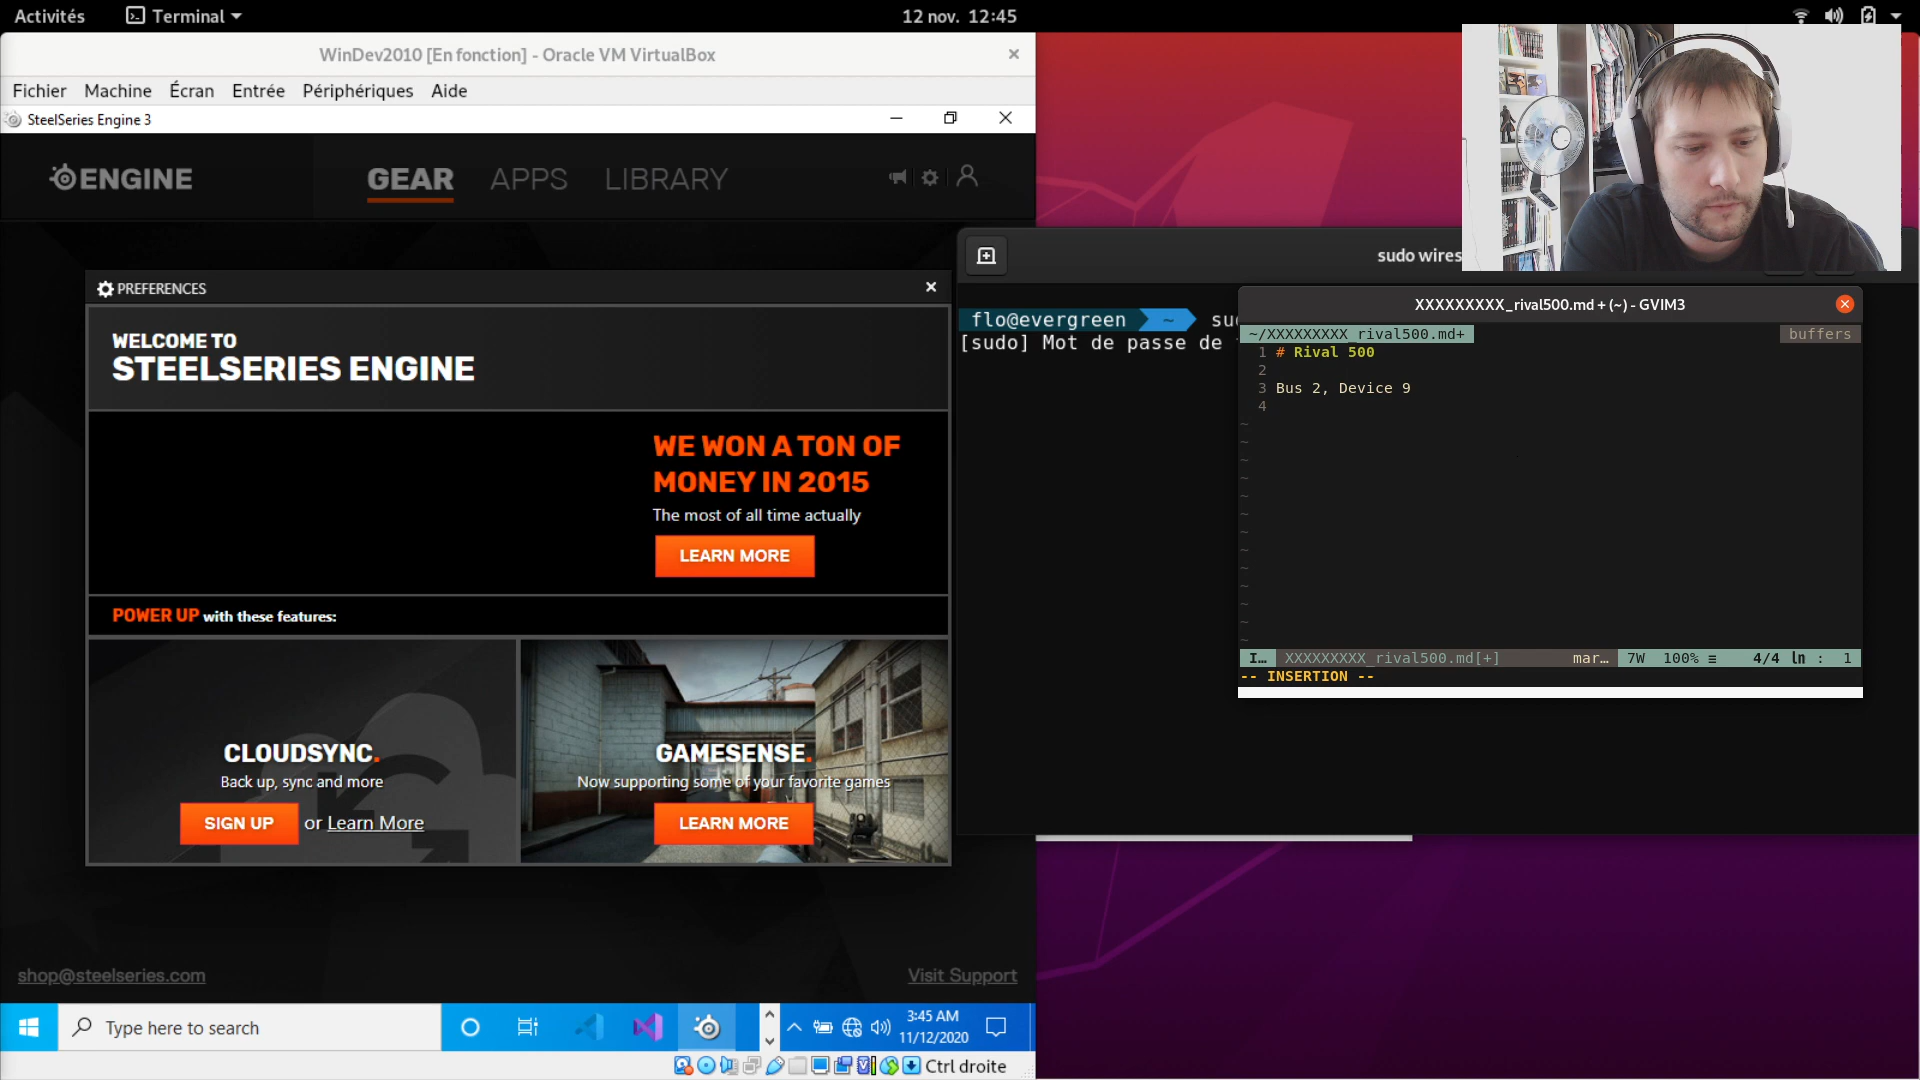 Activités
Terminal
12 nov. 12:45
WinDev2010 [En fonction] - Oracle VM VirtualBox
Fichier Machine Écran Entrée Périphériques Aide
SteelSeries Engine 3
ENGINE
GEAR APPS LIBRARY
PREFERENCES
WELCOME TO
STEELSERIES ENGINE
WE WON A TON OF
MONEY IN 2015
The most of all time actually
LEARN MORE
POWER UP with these features:
CLOUDSYNC.
Back up, sync and more
SIGN UP or Learn More
GAMESENSE.
Now supporting some of your favorite games
LEARN MORE
shop@steelseries.com
Visit Support
Type here to search
3:45 AM
11/12/2020
Ctrl droite
sudo wires
flo@evergreen ~ su
[sudo] Mot de passe de
XXXXXXXXX_rival500.md + (~) - GVIM3
~/XXXXXXXXX_rival500.md+ buffers
1 # Rival 500
2
3 Bus 2, Device 9
4
~
~
~
~
~
~
~
~
~
~
~
~
~
I… XXXXXXXXX_rival500.md[+] mar… 7W 100% ≡ 4/4 ln : 1
-- INSERTION --